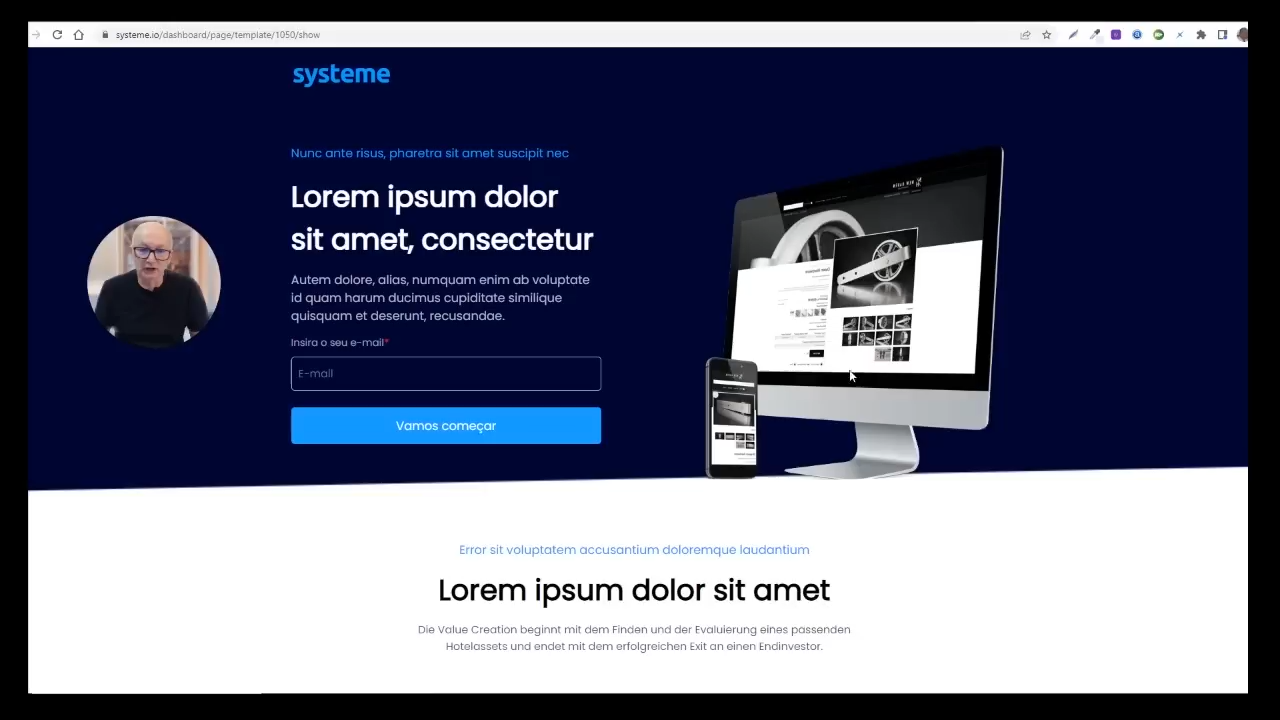 systeme.io/dashboard/page/template/1050/show
systeme
Nunc ante risus, pharetra sit amet suscipit nec
Lorem ipsum dolor
sit amet, consectetur
Autem dolore, alias, numquam enim ab voluptate
id quam harum ducimus cupiditate similique
quisquam et deserunt, recusandae.
Insira o seu e-mail*
E-mail
Vamos começar
Error sit voluptatem accusantium doloremque laudantium
Lorem ipsum dolor sit amet
Die Value Creation beginnt mit dem Finden und der Evaluierung eines passenden
Hotelassets und endet mit dem erfolgreichen Exit an einen Endinvestor.